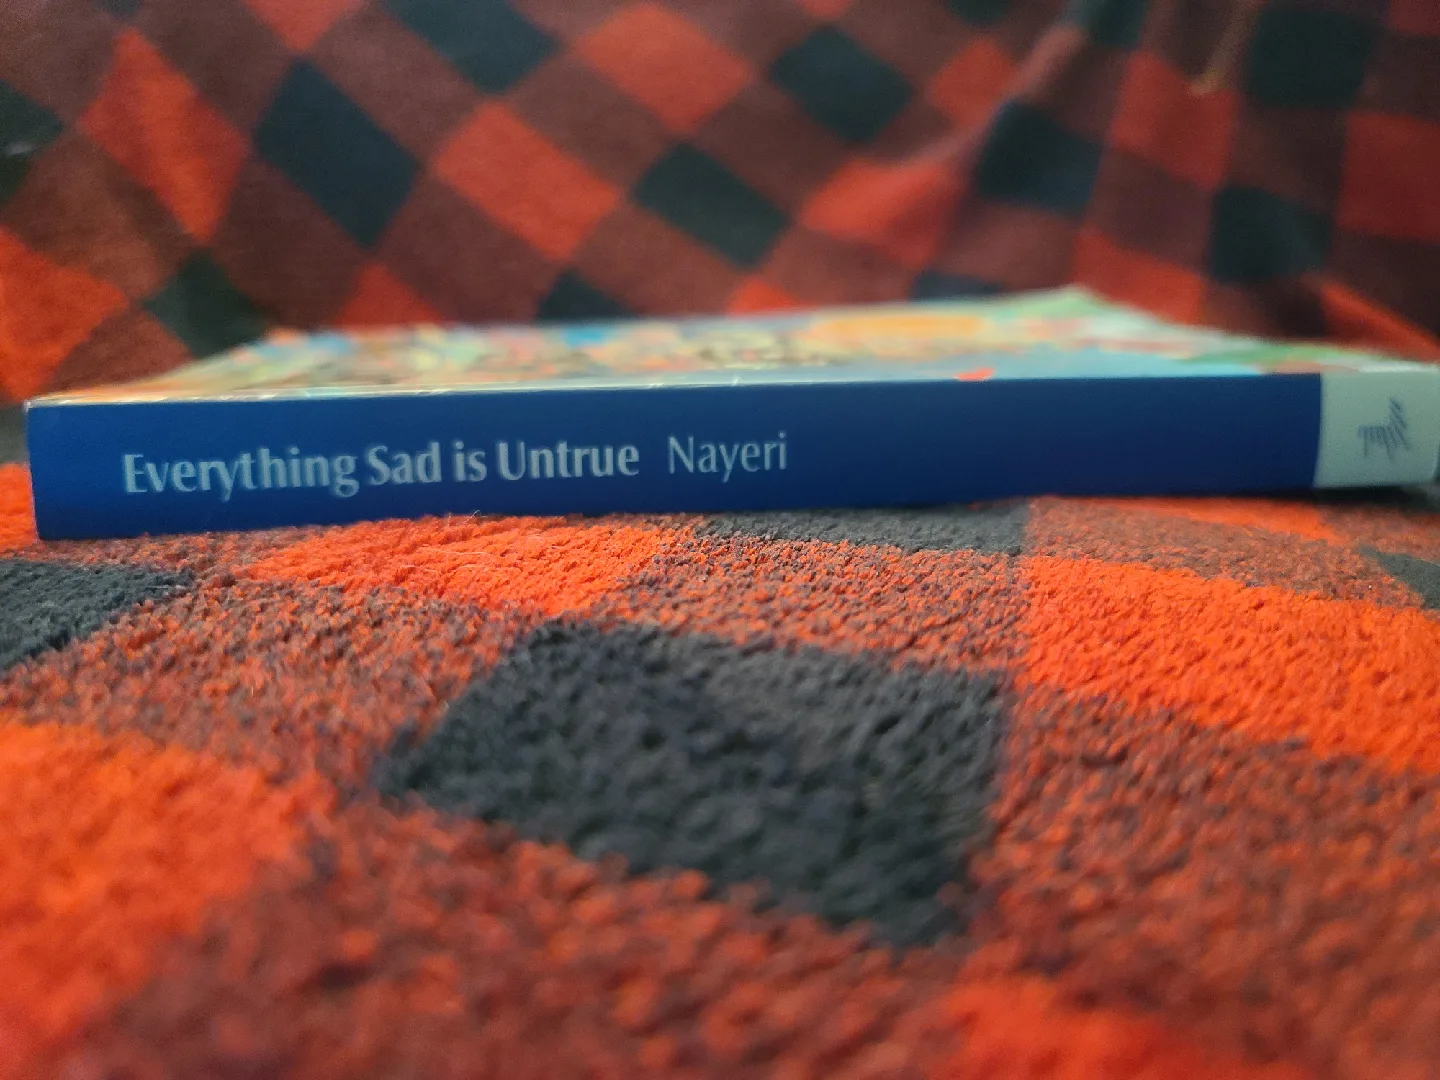 Everything Sad is Untrue Nayeri